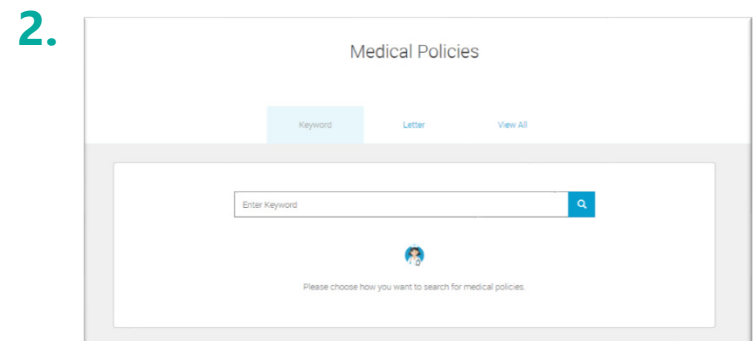 2.
Medical Policies
Keyword Letter View All
Enter Keyword
Please choose how you want to search for medical policies.